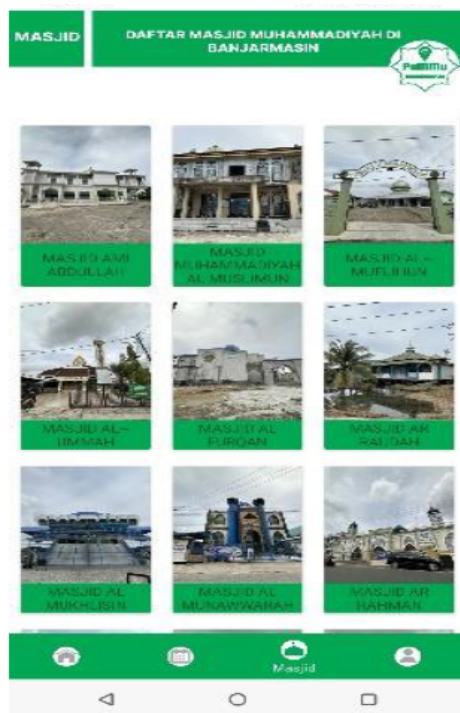 MASJID
DAFTAR MASJID MUHAMMADIYAH DI
BANJARMASIN
MASJID AMI
ABDULLAH
MASJID
MUHAMMADIYAH
AL MUSLIMUN
MASJID AL-
MUFLIHUN
MASJID AL-
UMMAH
MASJID AL
FURQAN
MASJID AR
RAUDAH
MASJID AL
MUKHLISIN
MASJID AL
MUNAWWARAH
MASJID AR
RAHMAN
Masjid